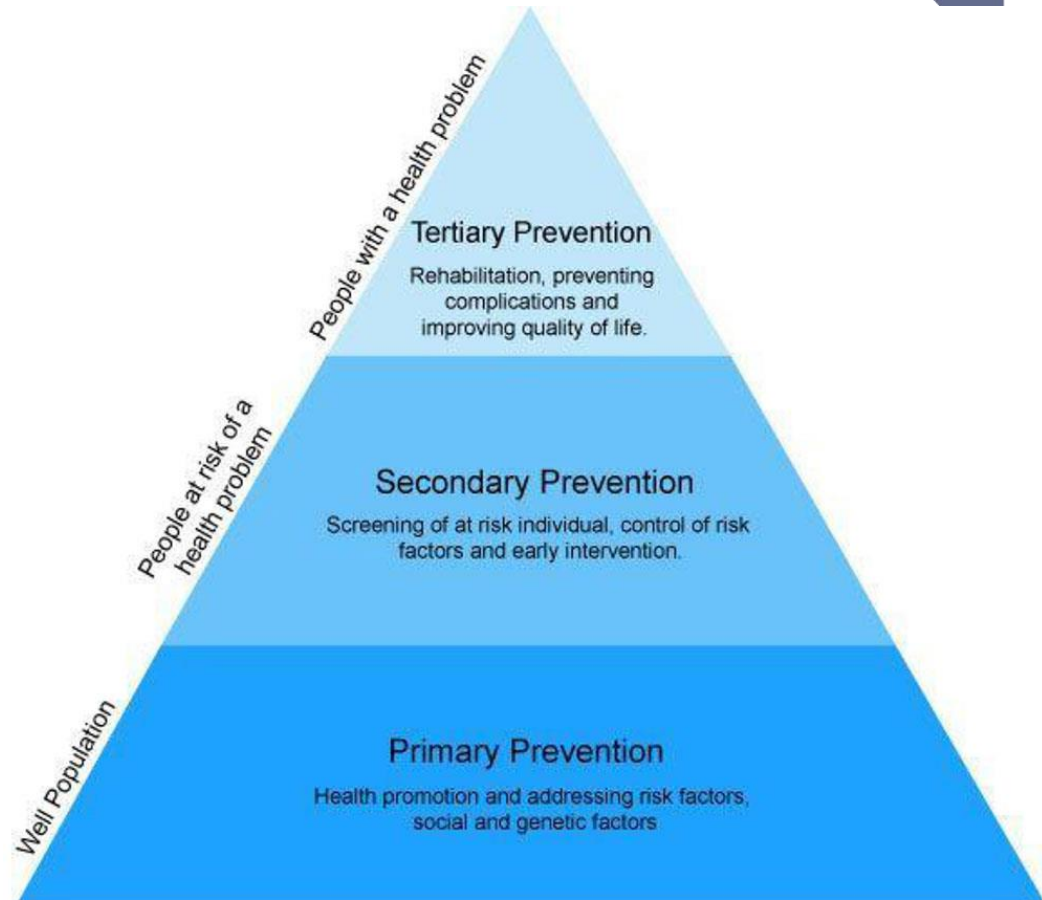 People with a health problem
Tertiary Prevention
Rehabilitation, preventing
complications and
improving quality of life.
People at risk of a
health problem
Secondary Prevention
Screening of at risk individual, control of risk
factors and early intervention.
Well Population
Primary Prevention
Health promotion and addressing risk factors,
social and genetic factors